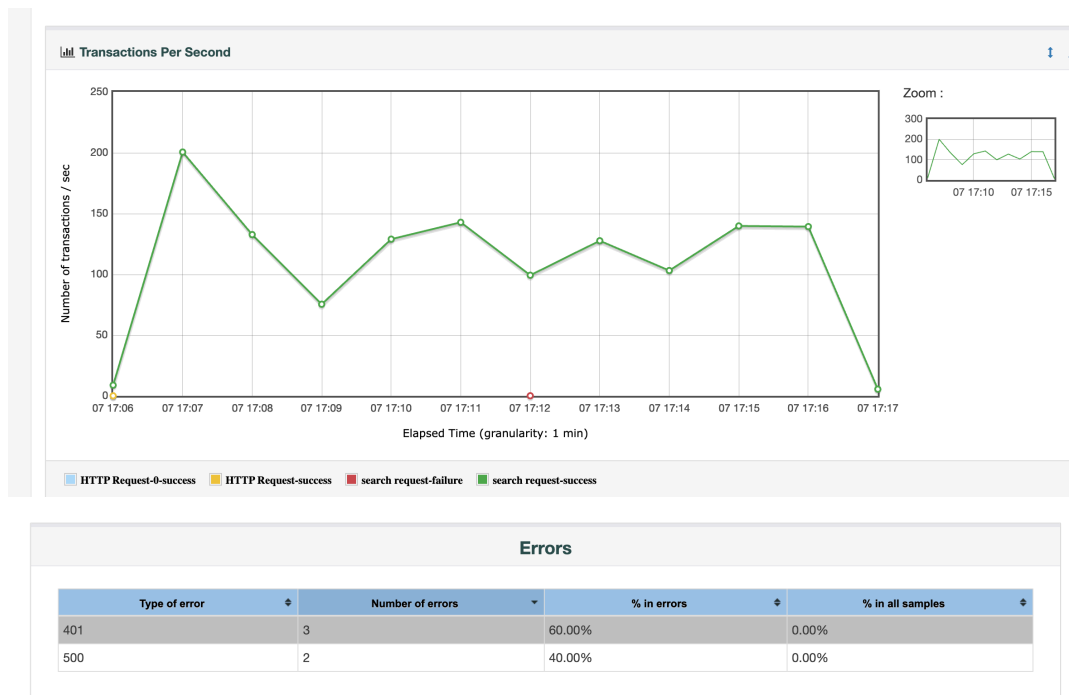 Transactions Per Second
Zoom :
250
200
150
100
50
0
Number of transactions / sec
07 17:06 07 17:07 07 17:08 07 17:09 07 17:10 07 17:11 07 17:12 07 17:13 07 17:14 07 17:15 07 17:16 07 17:17
Elapsed Time (granularity: 1 min)
300
200
100
0
07 17:10 07 17:15
HTTP Request-0-success HTTP Request-success search request-failure search request-success
Errors
Type of error Number of errors % in errors % in all samples
401 3 60.00% 0.00%
500 2 40.00% 0.00%